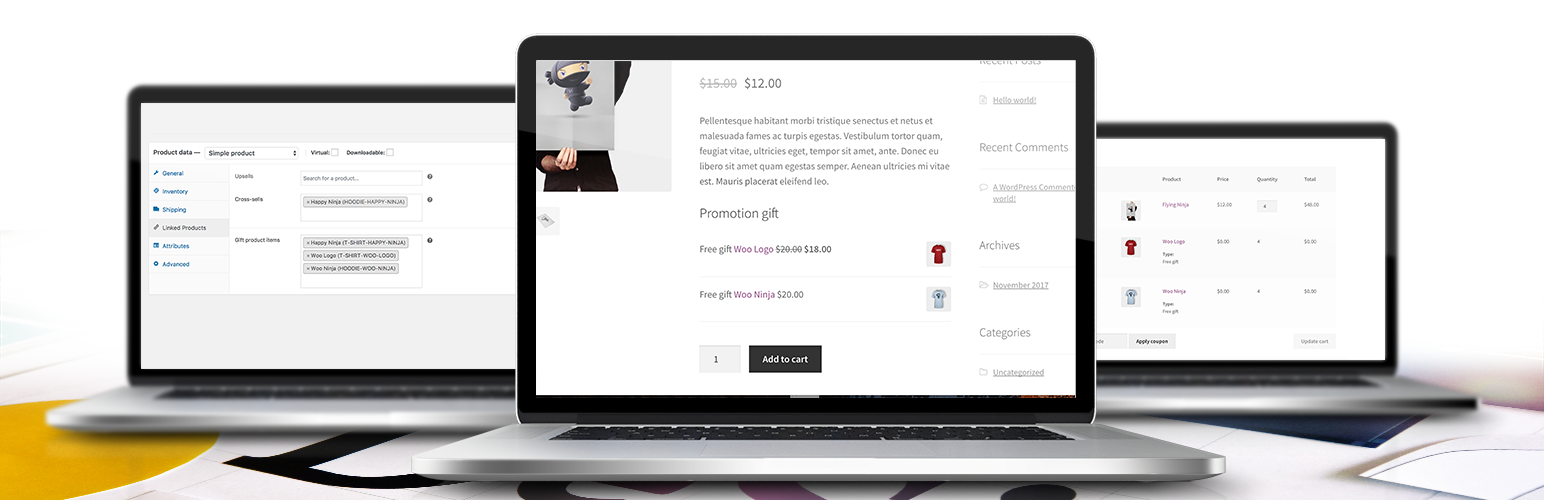 Product data — Simple product Virtual: Downloadable:
General
Inventory
Shipping
Linked Products
Attributes
Advanced
Upsells
Search for a product...
Cross-sells
× Happy Ninja (HOODIE-HAPPY-NINJA)
Gift product items
× Happy Ninja (T-SHIRT-HAPPY-NINJA)
× Woo Logo (T-SHIRT-WOO-LOGO)
× Woo Ninja (HOODIE-WOO-NINJA)
$15.00 $12.00
Pellentesque habitant morbi tristique senectus et netus et
malesuada fames ac turpis egestas. Vestibulum tortor quam,
feugiat vitae, ultricies eget, tempor sit amet, ante. Donec eu
libero sit amet quam egestas semper. Aenean ultricies mi vitae
est. Mauris placerat eleifend leo.
Promotion gift
Free gift Woo Logo $20.00 $18.00
Free gift Woo Ninja $20.00
1 Add to cart
Recent Posts
Hello world!
Recent Comments
A WordPress Comment
world!
Archives
November 2017
Categories
Uncategorized
Product Price Quantity Total
Flying Ninja $12.00 4 $48.00
Woo Logo $0.00 4 $0.00
Type:
Free gift
Woo Ninja $0.00 4 $0.00
Type:
Free gift
Apply coupon Update cart